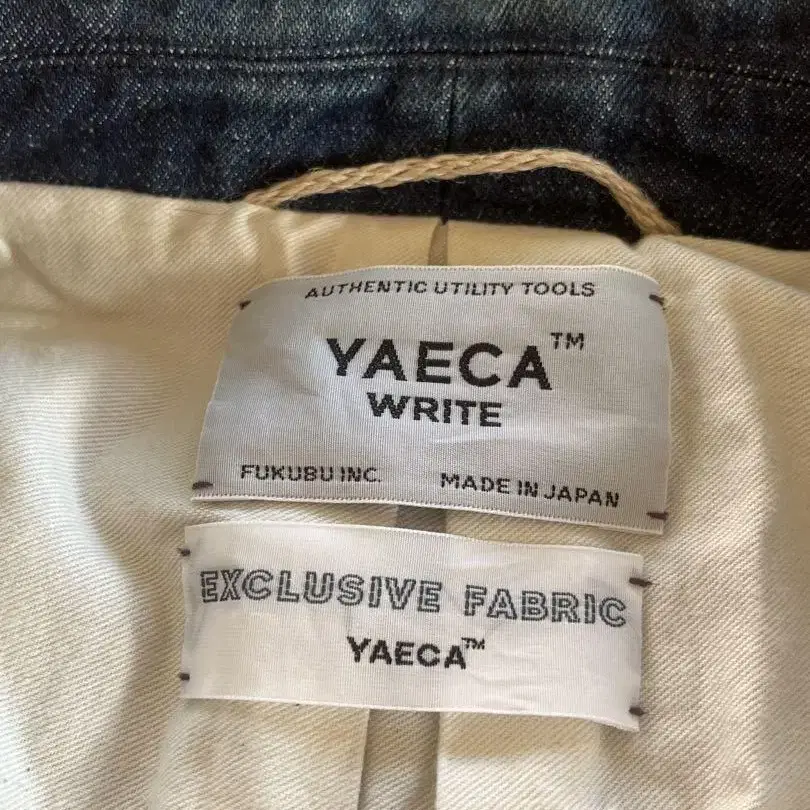 AUTHENTIC UTILITY TOOLS
YAECA™
WRITE
FUKUBU INC. MADE IN JAPAN
EXCLUSIVE FABRIC
YAECA™